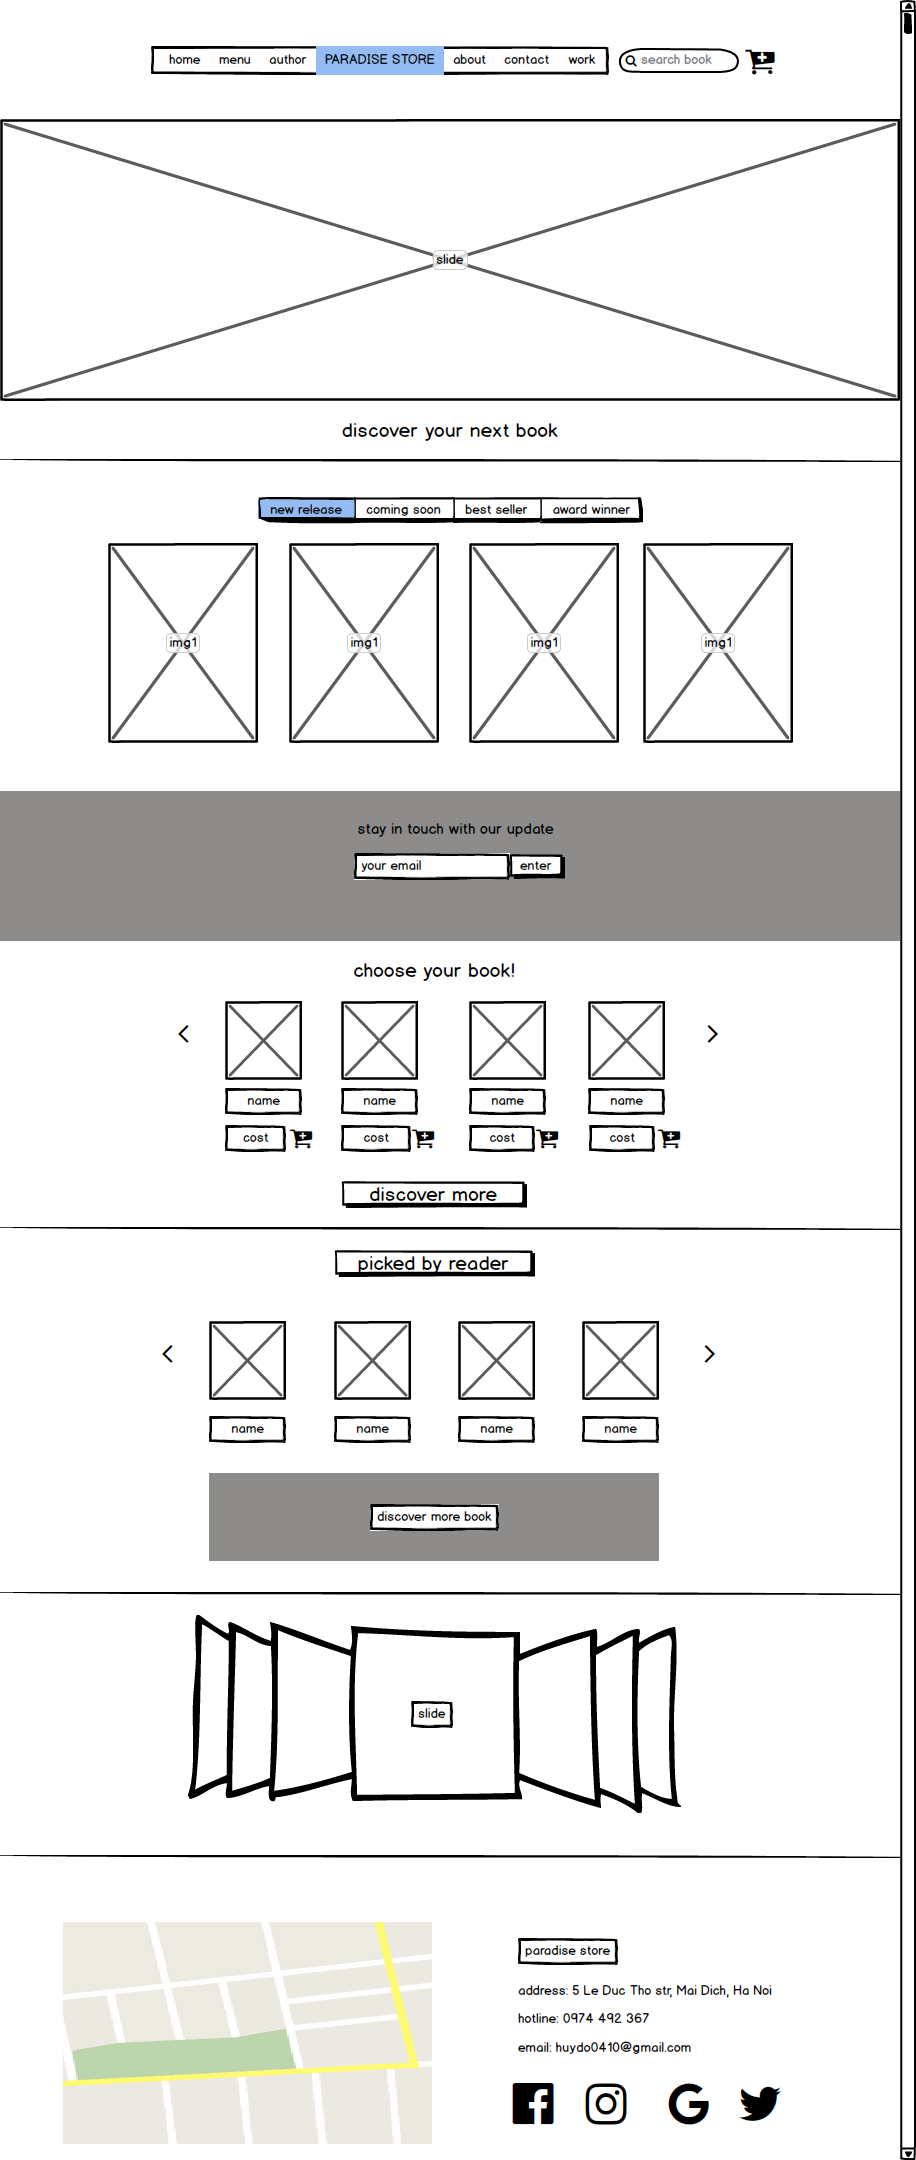 home menu author PARADISE STORE about contact work search book
slide
discover your next book
new release coming soon best seller award winner
img1 img1 img1 img1
stay in touch with our update
your email enter
choose your book!
name name name name
cost cost cost cost
discover more
picked by reader
name name name name
discover more book
slide
paradise store
address: 5 Le Duc Tho str, Mai Dich, Ha Noi
hotline: 0974 492 367
email: huydo0410@gmail.com